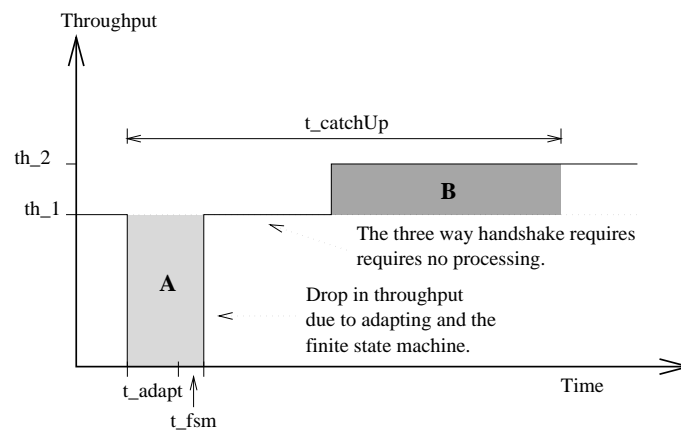 Throughput
t_catchUp
th_2
B
th_1
The three way handshake requires
requires no processing.
A
Drop in throughput
due to adapting and the
finite state machine.
t_adapt
Time
t_fsm